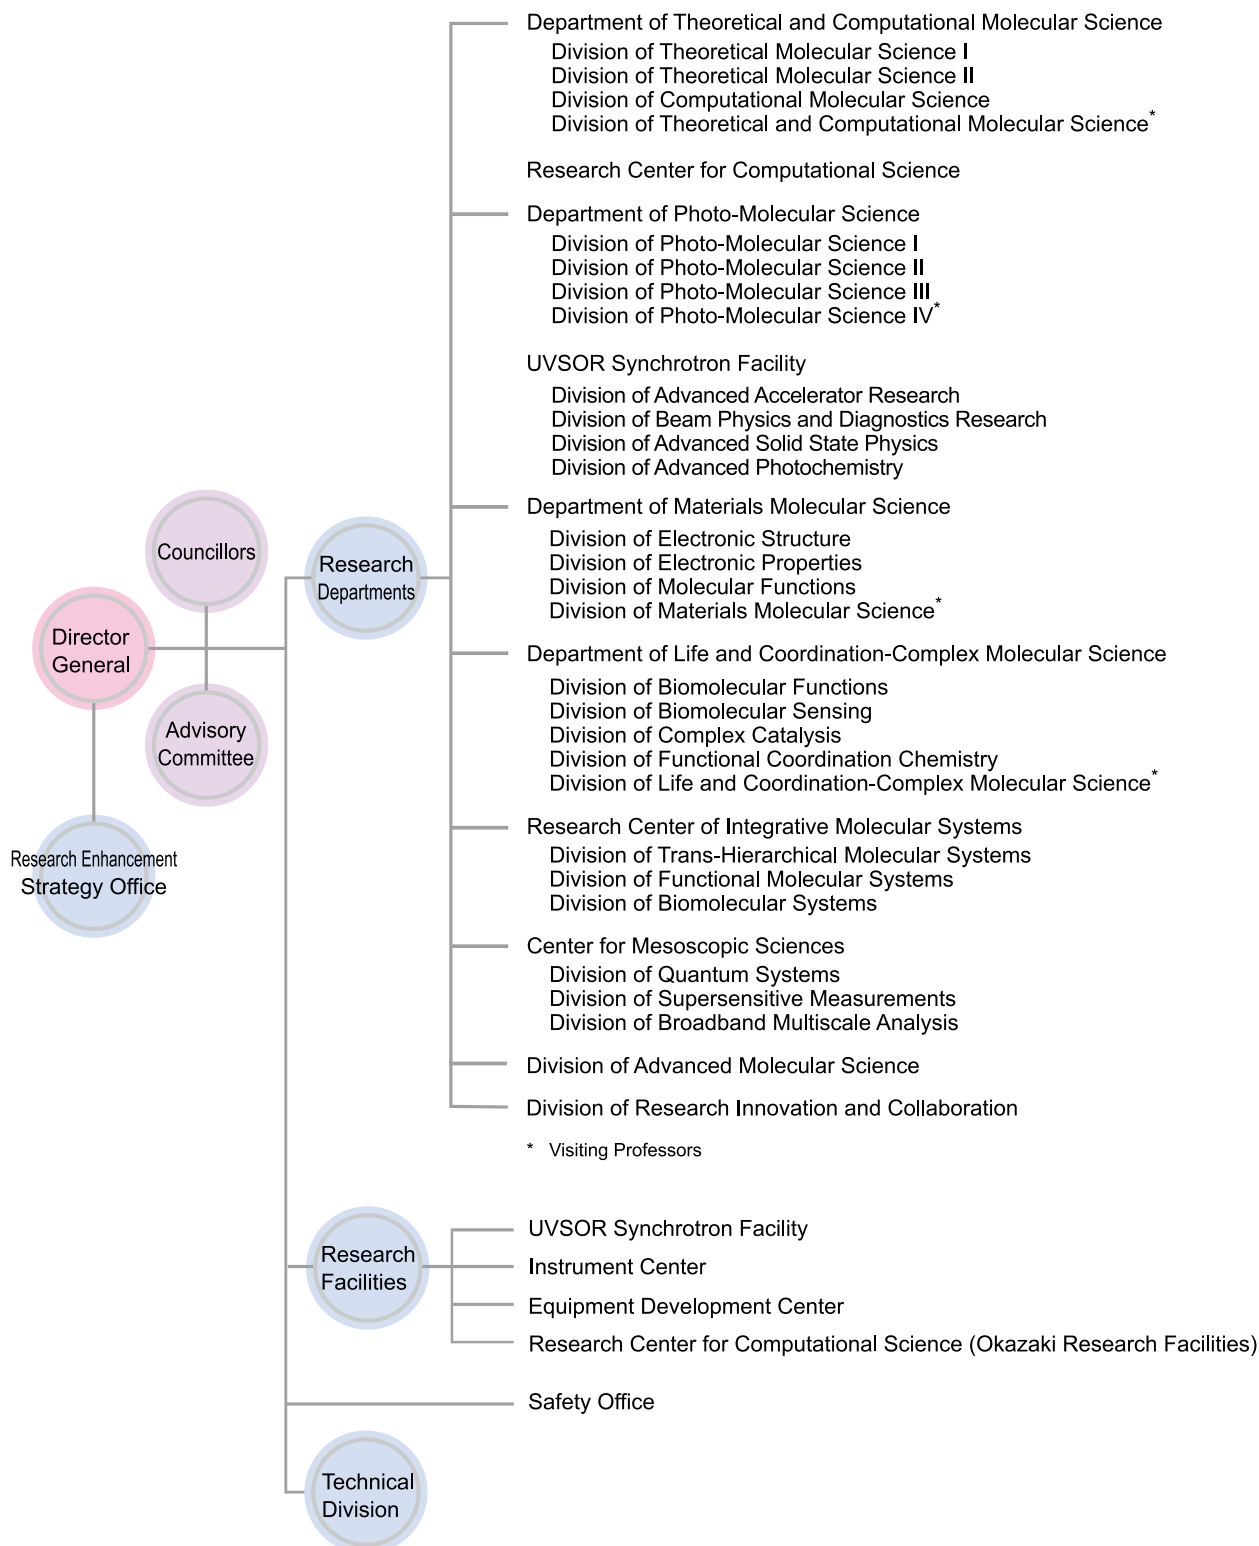 Department of Theoretical and Computational Molecular Science
Division of Theoretical Molecular Science I
Division of Theoretical Molecular Science II
Division of Computational Molecular Science
Division of Theoretical and Computational Molecular Science*
Research Center for Computational Science
Department of Photo-Molecular Science
Division of Photo-Molecular Science I
Division of Photo-Molecular Science II
Division of Photo-Molecular Science III
Division of Photo-Molecular Science IV*
UVSOR Synchrotron Facility
Division of Advanced Accelerator Research
Division of Beam Physics and Diagnostics Research
Division of Advanced Solid State Physics
Division of Advanced Photochemistry
Department of Materials Molecular Science
Division of Electronic Structure
Division of Electronic Properties
Division of Molecular Functions
Division of Materials Molecular Science*
Department of Life and Coordination-Complex Molecular Science
Division of Biomolecular Functions
Division of Biomolecular Sensing
Division of Complex Catalysis
Division of Functional Coordination Chemistry
Division of Life and Coordination-Complex Molecular Science*
Research Center of Integrative Molecular Systems
Division of Trans-Hierarchical Molecular Systems
Division of Functional Molecular Systems
Division of Biomolecular Systems
Center for Mesoscopic Sciences
Division of Quantum Systems
Division of Supersensitive Measurements
Division of Broadband Multiscale Analysis
Division of Advanced Molecular Science
Division of Research Innovation and Collaboration
* Visiting Professors
Councillors
Research
Departments
Director
General
Advisory
Committee
Research Enhancement
Strategy Office
Research
Facilities
UVSOR Synchrotron Facility
Instrument Center
Equipment Development Center
Research Center for Computational Science (Okazaki Research Facilities)
Safety Office
Technical
Division